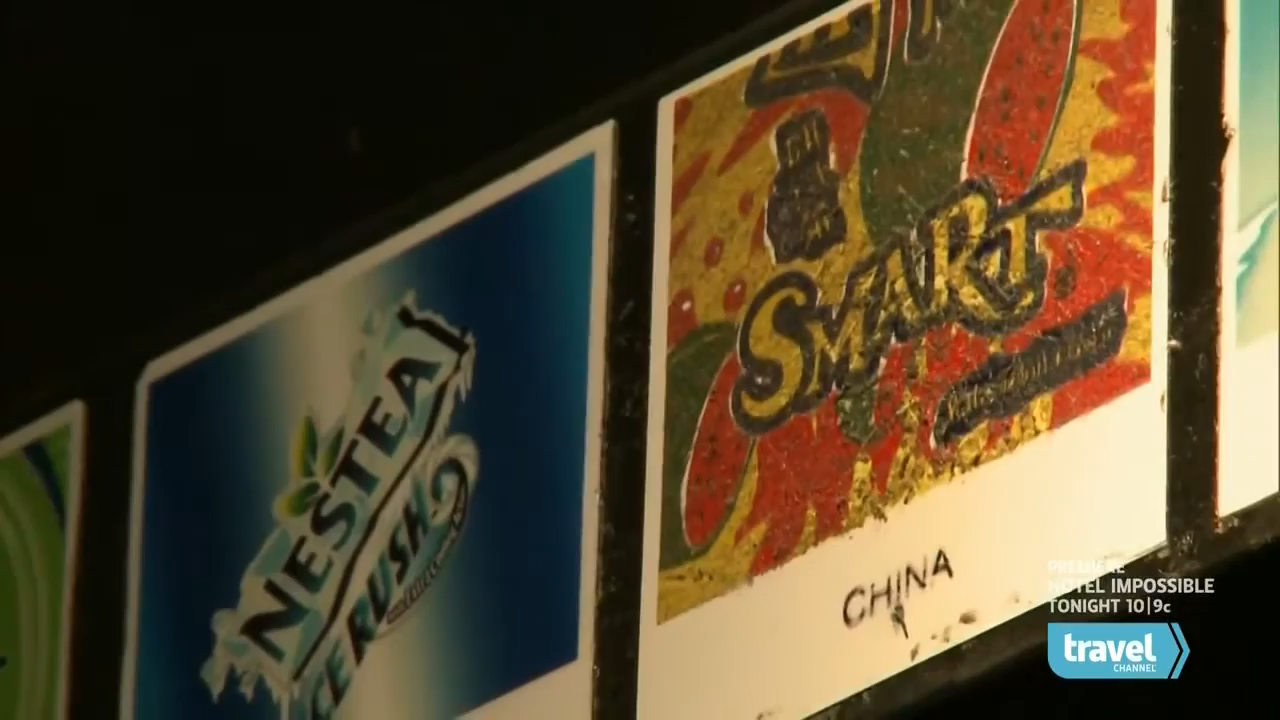 NESTEA
ICE RUSH
SMART
CHINA
PREMIERE
HOTEL IMPOSSIBLE
TONIGHT 10|9c
travel
CHANNEL